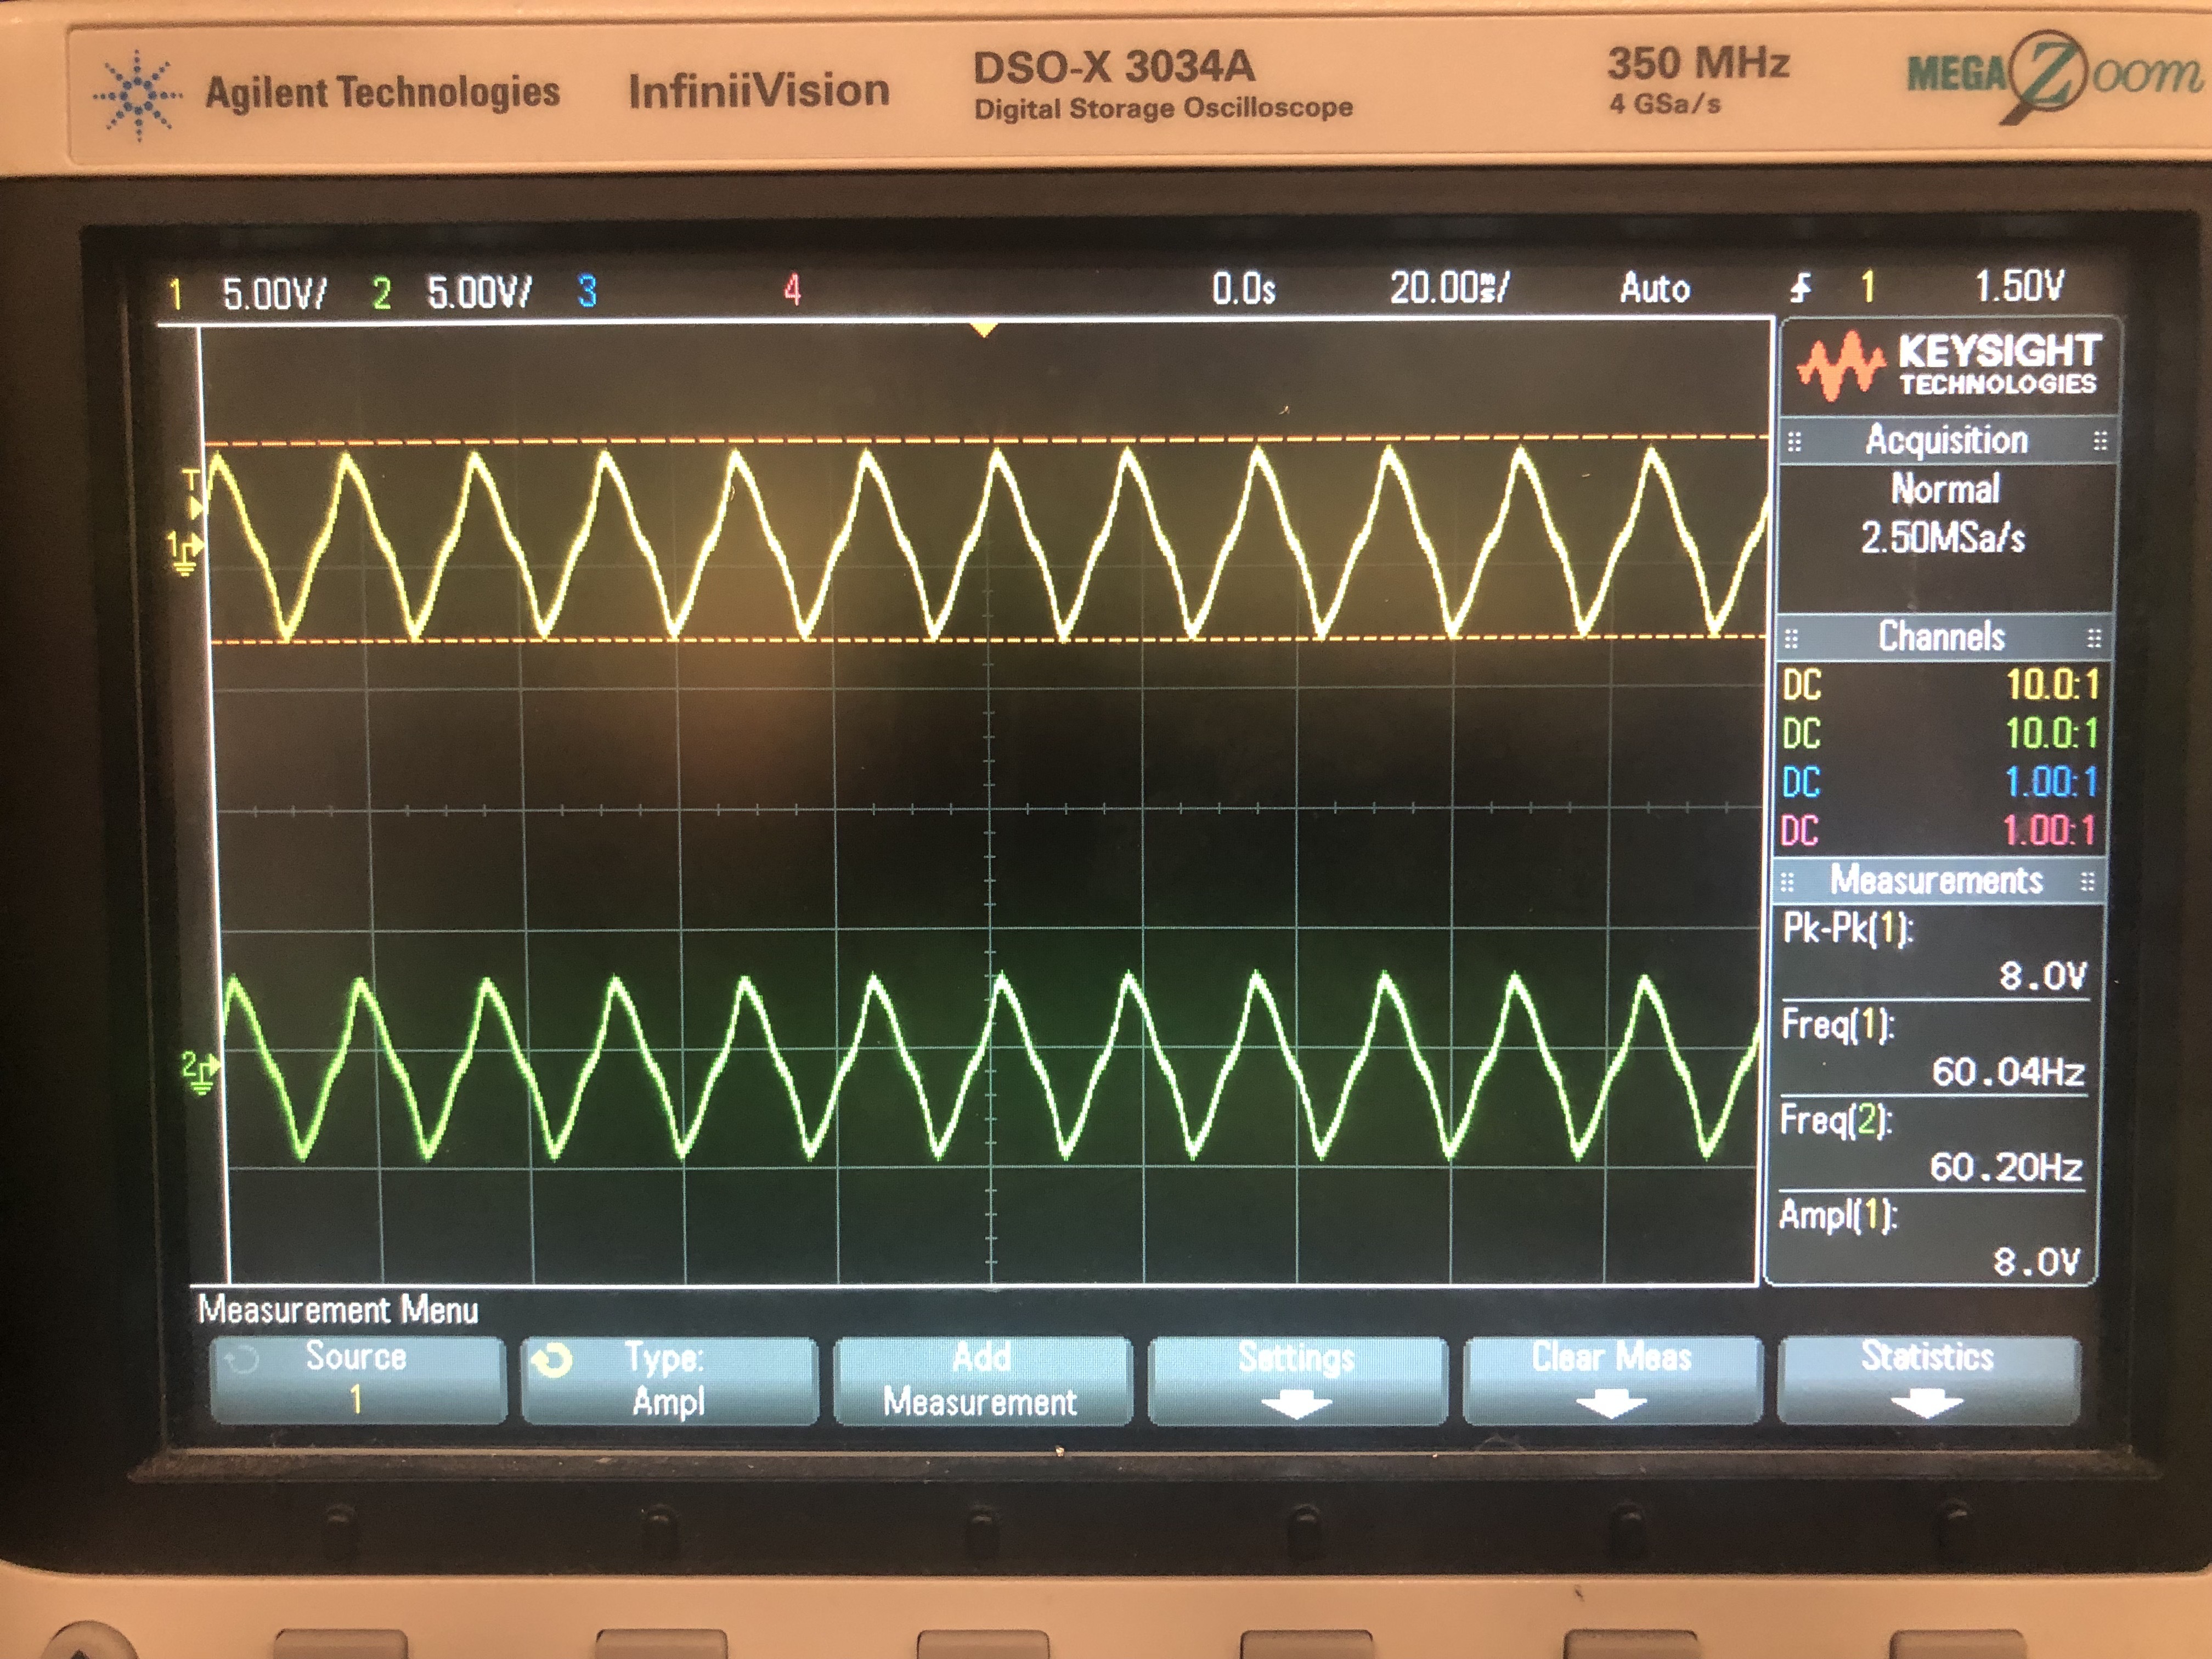 Agilent Technologies InfiniiVision DSO-X 3034A 350 MHz MEGA Zoom
Digital Storage Oscilloscope 4 GSa/s
1 5.00V/ 2 5.00V/ 3 4 0.0s 20.00ms/ Auto 1 1.50V
KEYSIGHT
TECHNOLOGIES
Acquisition
Normal
2.50MSa/s
T
1
Channels
DC 10.0:1
DC 10.0:1
DC 1.00:1
DC 1.00:1
Measurements
Pk-Pk(1):
8.0V
Freq(1):
60.04Hz
2
Freq(2):
60.20Hz
Ampl(1):
8.0V
Measurement Menu
Source Type: Add Settings Clear Meas Statistics
1 Ampl Measurement